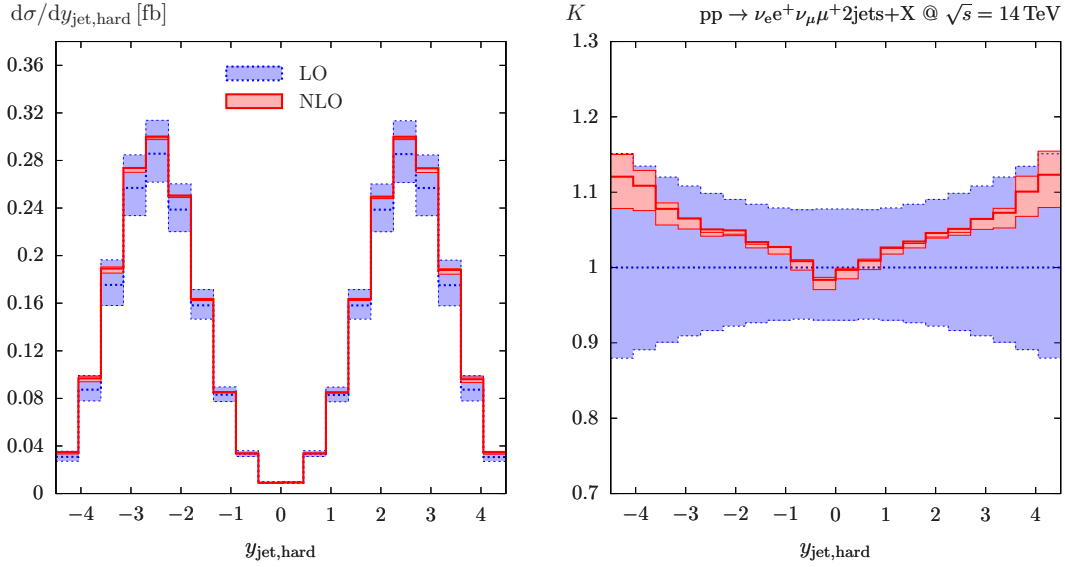 dσ/dy_jet,hard [fb]
0.36
0.32
0.28
0.24
0.2
0.16
0.12
0.08
0.04
0
LO
NLO
−4 −3 −2 −1 0 1 2 3 4
y_jet,hard
K pp → ν_e e⁺ ν_μ μ⁺ 2jets+X @ √s = 14 TeV
1.3
1.2
1.1
1
0.9
0.8
0.7
−4 −3 −2 −1 0 1 2 3 4
y_jet,hard